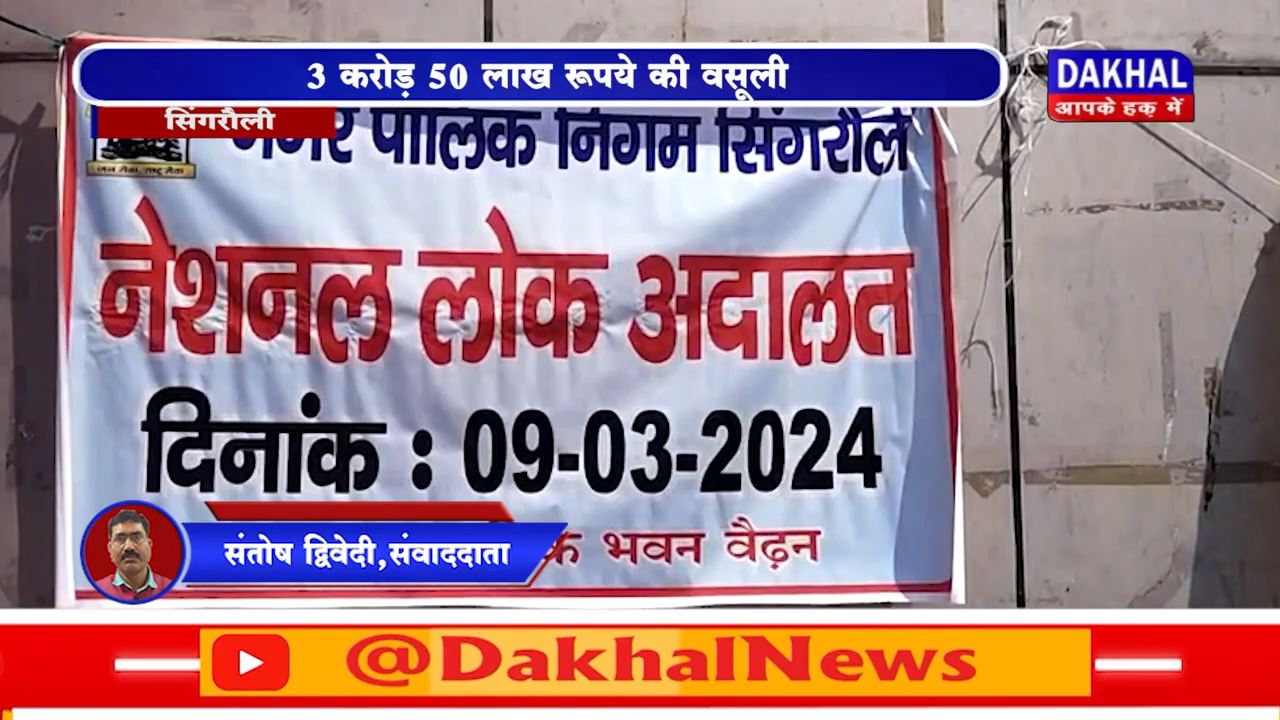 3 करोड़ 50 लाख रूपये की वसूली
DAKHAL
आपके हक़ में
सिंगरौली
पालिक निगम
नेशनल लोक अदालत
दिनांक : 09-03-2024
भवन वैढ़न
संतोष द्विवेदी,संवाददाता
@DakhalNews